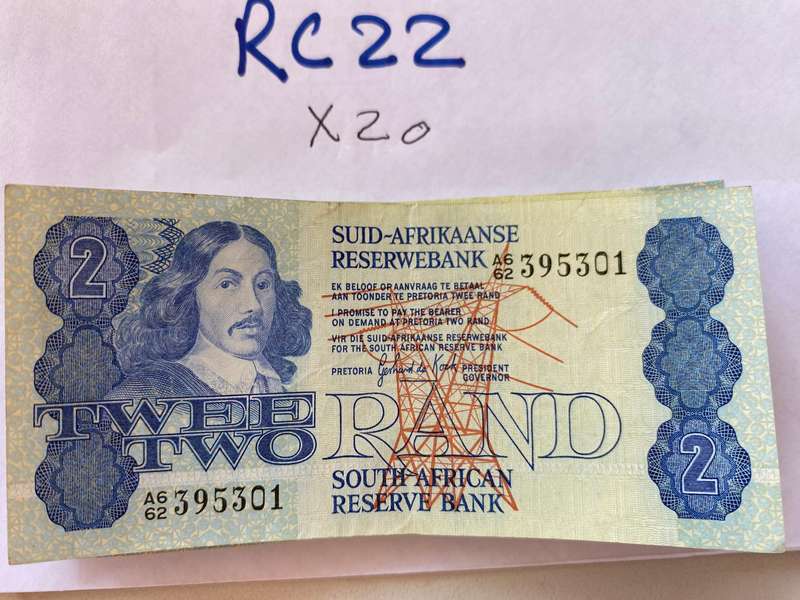 RC22
X20
2
SUID-AFRIKAANSE
RESERWEBANK
A6
62 395301
EK BELOOF OP AANVRAAG TE BETAAL
AAN TOONDER TE PRETORIA TWEE RAND
I PROMISE TO PAY THE BEARER
ON DEMAND AT PRETORIA TWO RAND
VIR DIE SUID-AFRIKAANSE RESERWEBANK
FOR THE SOUTH AFRICAN RESERVE BANK
PRETORIA Gerhard de Kock PRESIDENT
GOVERNOR
TWEE
TWO RAND
2
SOUTH AFRICAN
RESERVE BANK
A6
62 395301